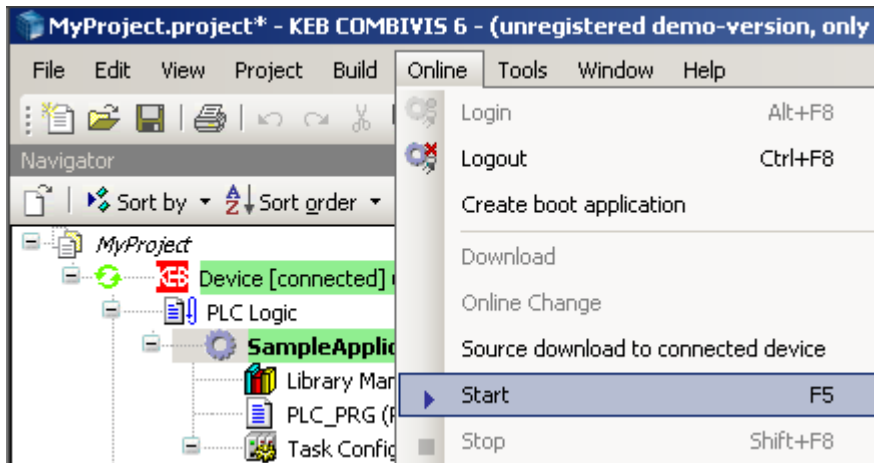 MyProject.project* - KEB COMBIVIS 6 - (unregistered demo-version, only
File Edit View Project Build Online Tools Window Help
Login Alt+F8
Logout Ctrl+F8
Create boot application
Download
Online Change
Source download to connected device
Start F5
Stop Shift+F8
Navigator
Sort by Sort order
MyProject
KEB Device [connected]
PLC Logic
SampleApplic
Library Mar
PLC_PRG (
Task Config